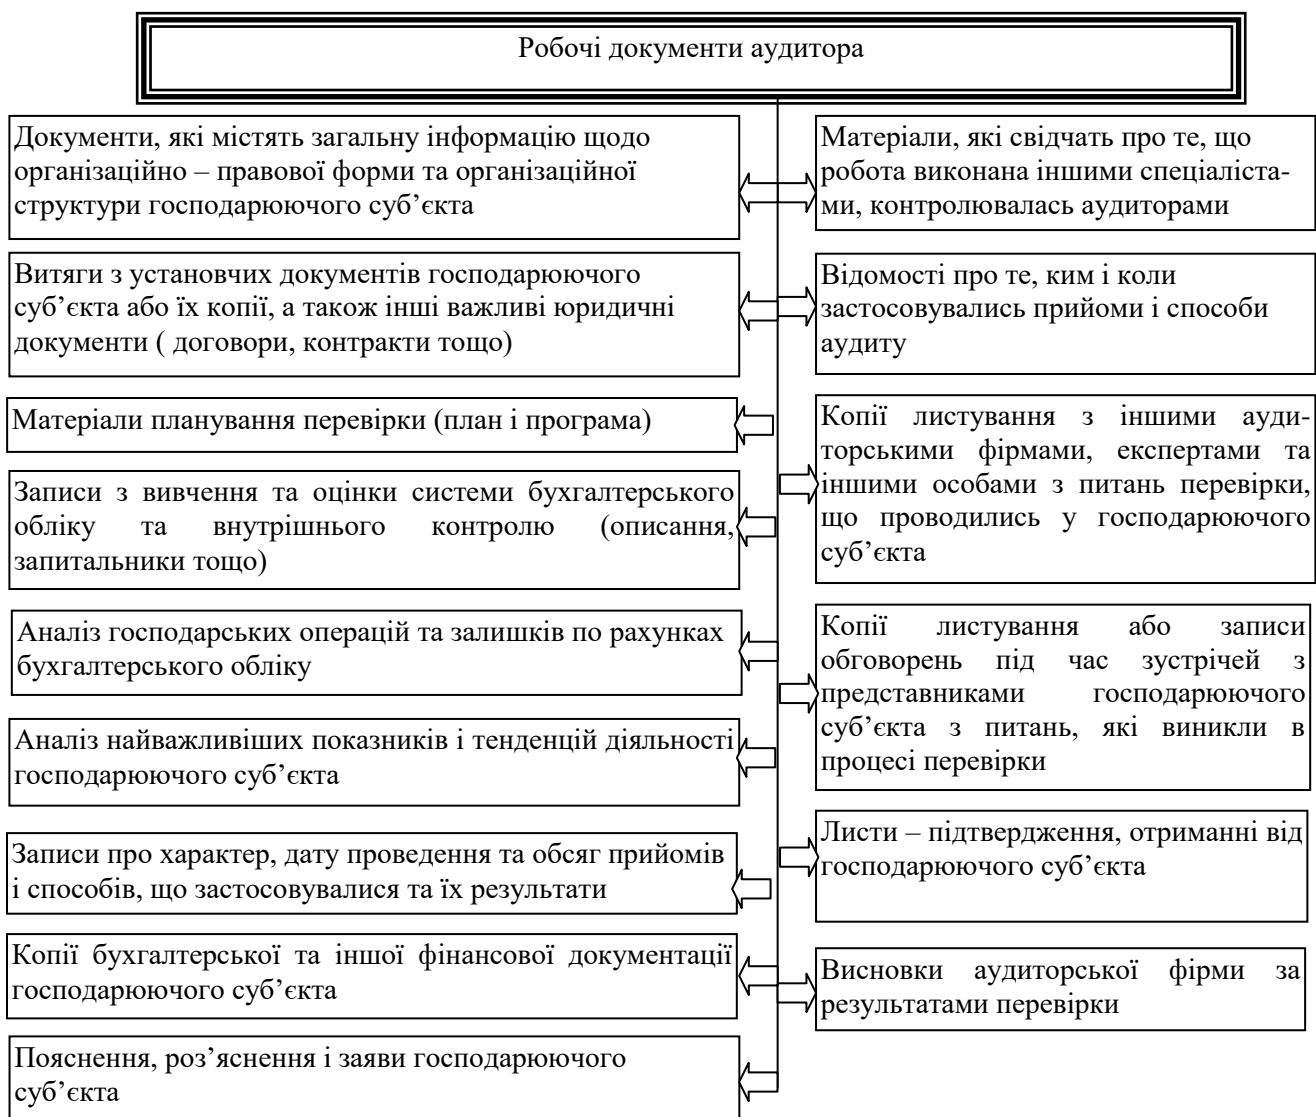 Робочі документи аудитора
Документи, які містять загальну інформацію щодо
організаційно – правової форми та організаційної
структури господарюючого суб’єкта
Витяги з установчих документів господарюючого
суб’єкта або їх копії, а також інші важливі юридичні
документи ( договори, контракти тощо)
Матеріали планування перевірки (план і програма)
Записи з вивчення та оцінки системи бухгалтерського
обліку та внутрішнього контролю (описання,
запитальники тощо)
Аналіз господарських операцій та залишків по рахунках
бухгалтерського обліку
Аналіз найважливіших показників і тенденцій діяльності
господарюючого суб’єкта
Записи про характер, дату проведення та обсяг прийомів
і способів, що застосовувалися та їх результати
Копії бухгалтерської та іншої фінансової документації
господарюючого суб’єкта
Пояснення, роз’яснення і заяви господарюючого
суб’єкта
Матеріали, які свідчать про те, що
робота виконана іншими спеціаліста-
ми, контролювалась аудиторами
Відомості про те, ким і коли
застосовувались прийоми і способи
аудиту
Копії листування з іншими ауди-
торськими фірмами, експертами та
іншими особами з питань перевірки,
що проводились у господарюючого
суб’єкта
Копії листування або записи
обговорень під час зустрічей з
представниками господарюючого
суб’єкта з питань, які виникли в
процесі перевірки
Листи – підтвердження, отриманні від
господарюючого суб’єкта
Висновки аудиторської фірми за
результатами перевірки